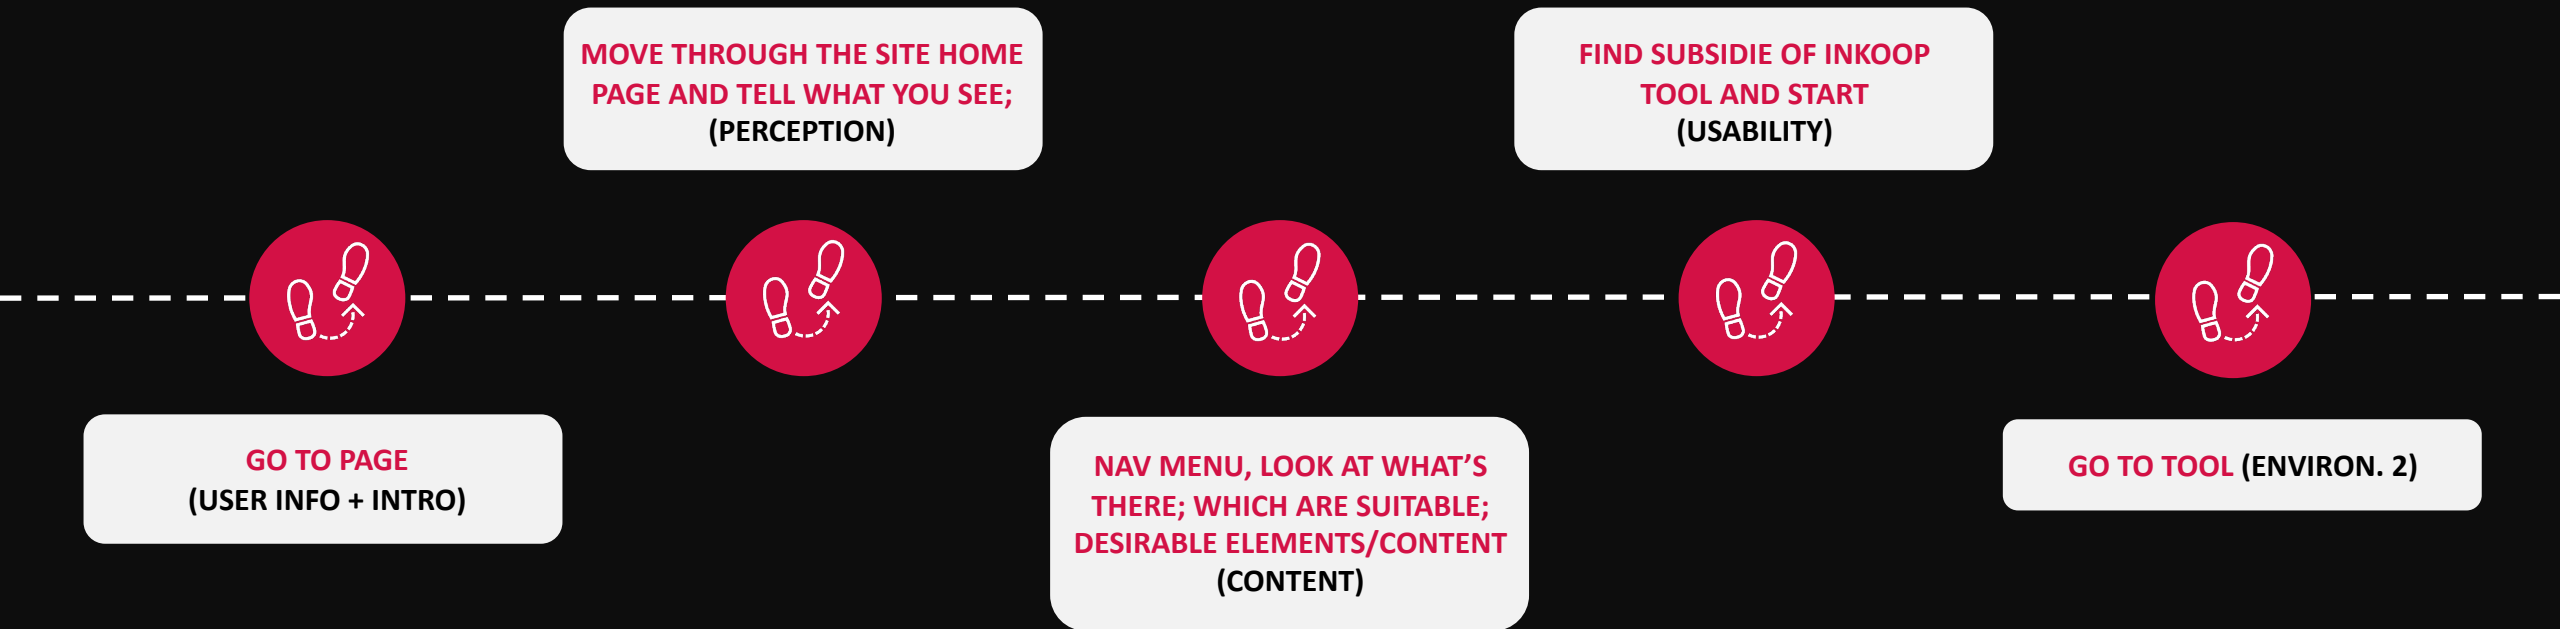 GO TO PAGE
(USER INFO + INTRO)
MOVE THROUGH THE SITE HOME
PAGE AND TELL WHAT YOU SEE;
(PERCEPTION)
NAV MENU, LOOK AT WHAT’S
THERE; WHICH ARE SUITABLE;
DESIRABLE ELEMENTS/CONTENT
(CONTENT)
FIND SUBSIDIE OF INKOOP
TOOL AND START
(USABILITY)
GO TO TOOL (ENVIRON. 2)